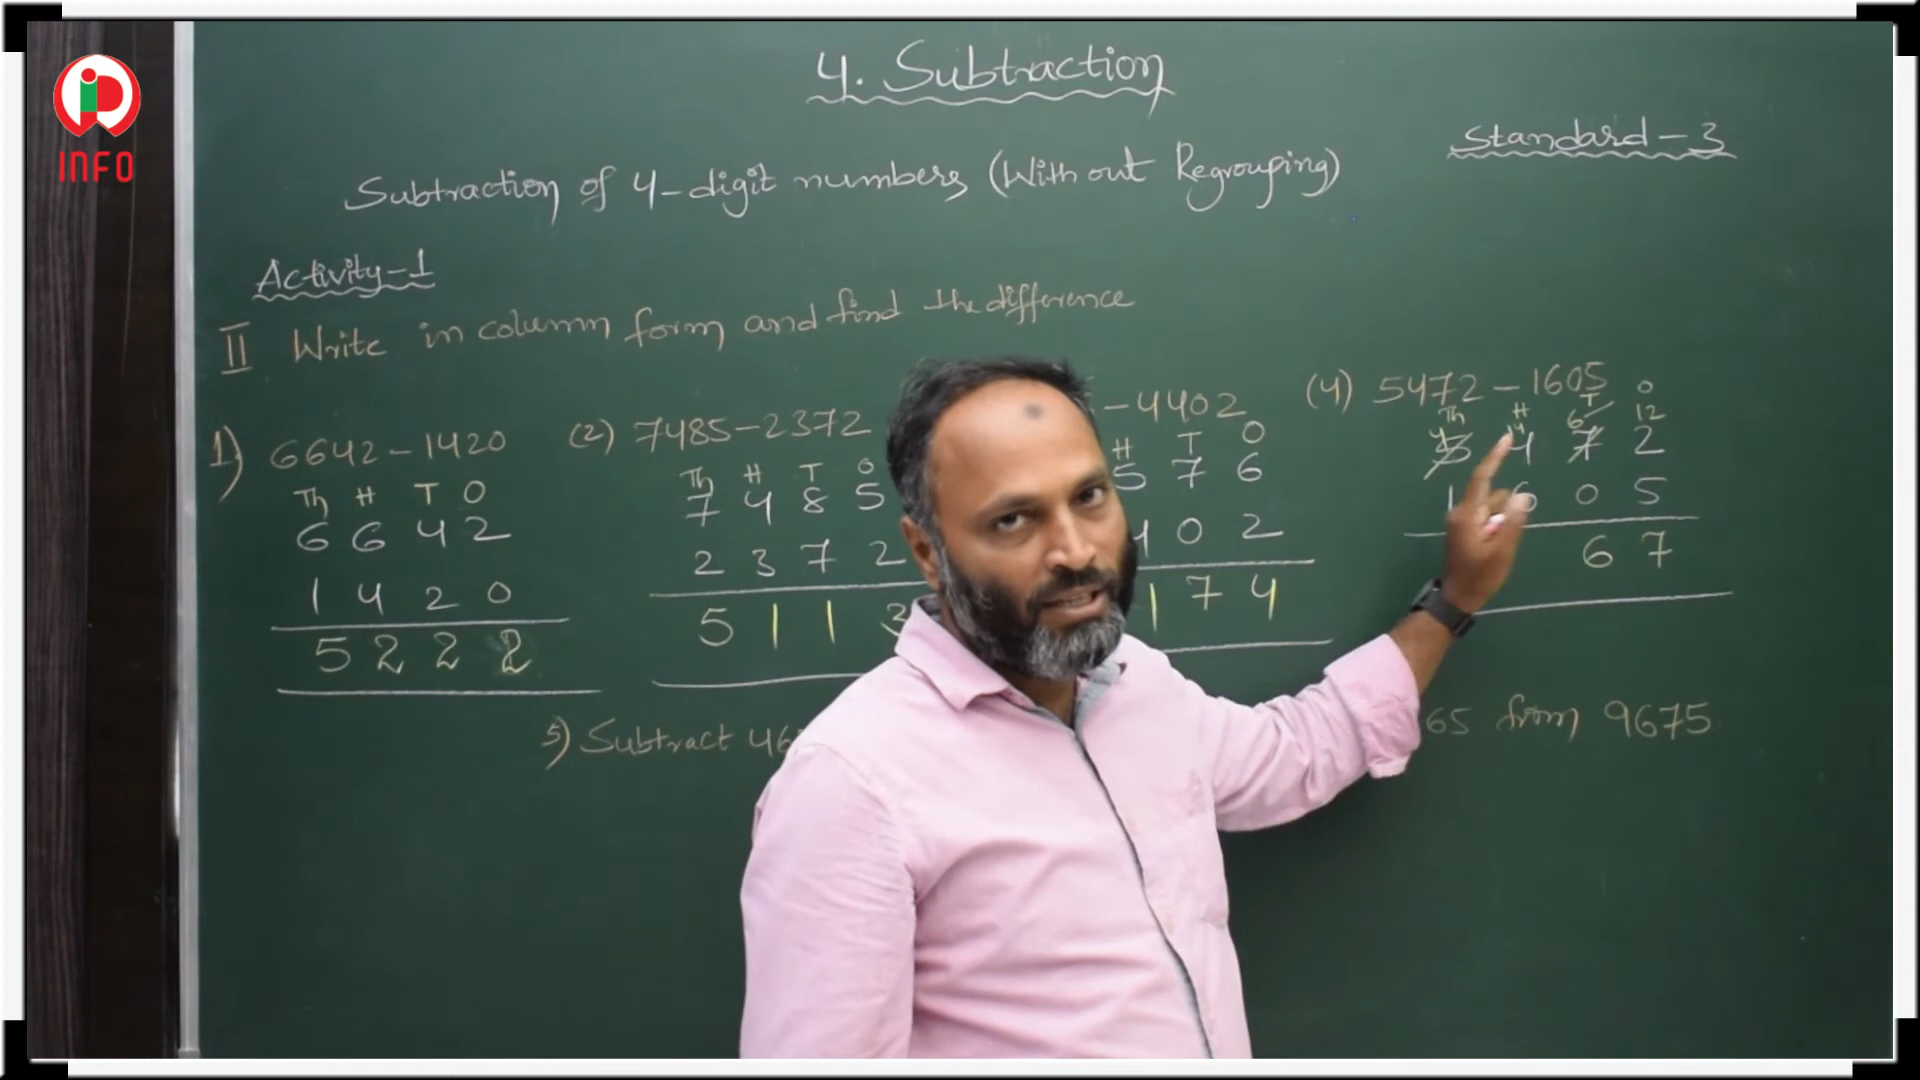 INFO
4. Subtraction
Standard-3
Subtraction of 4-digit numbers (Without Regrouping)
Activity-1
II Write in column form and find the difference
1) 6642-1420
Th H T O
6 6 4 2
1 4 2 0
5 2 2 2
(2) 7485-2372
Th H T O
7 4 8 5
2 3 7 2
5 1 1 3
-4402
H T O
5 7 6
4 0 2
1 7 4
(4) 5472-1605
Th H T O
4 14 6 12
5 4 7 2
1 6 0 5
6 7
5) Subtract 46
65 from 9675